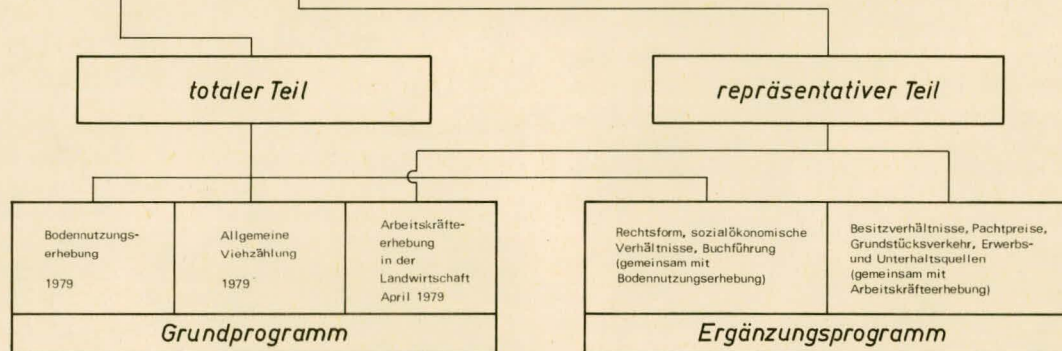 totaler Teil
repräsentativer Teil
Bodennutzungs-
erhebung
1979
Allgemeine
Viehzählung
1979
Arbeitskräfte-
erhebung
in der
Landwirtschaft
April 1979
Rechtsform, sozialökonomische
Verhältnisse, Buchführung
(gemeinsam mit
Bodennutzungserhebung)
Besitzverhältnisse, Pachtpreise,
Grundstücksverkehr, Erwerbs-
und Unterhaltsquellen
(gemeinsam mit
Arbeitskräfteerhebung)
Grundprogramm
Ergänzungsprogramm